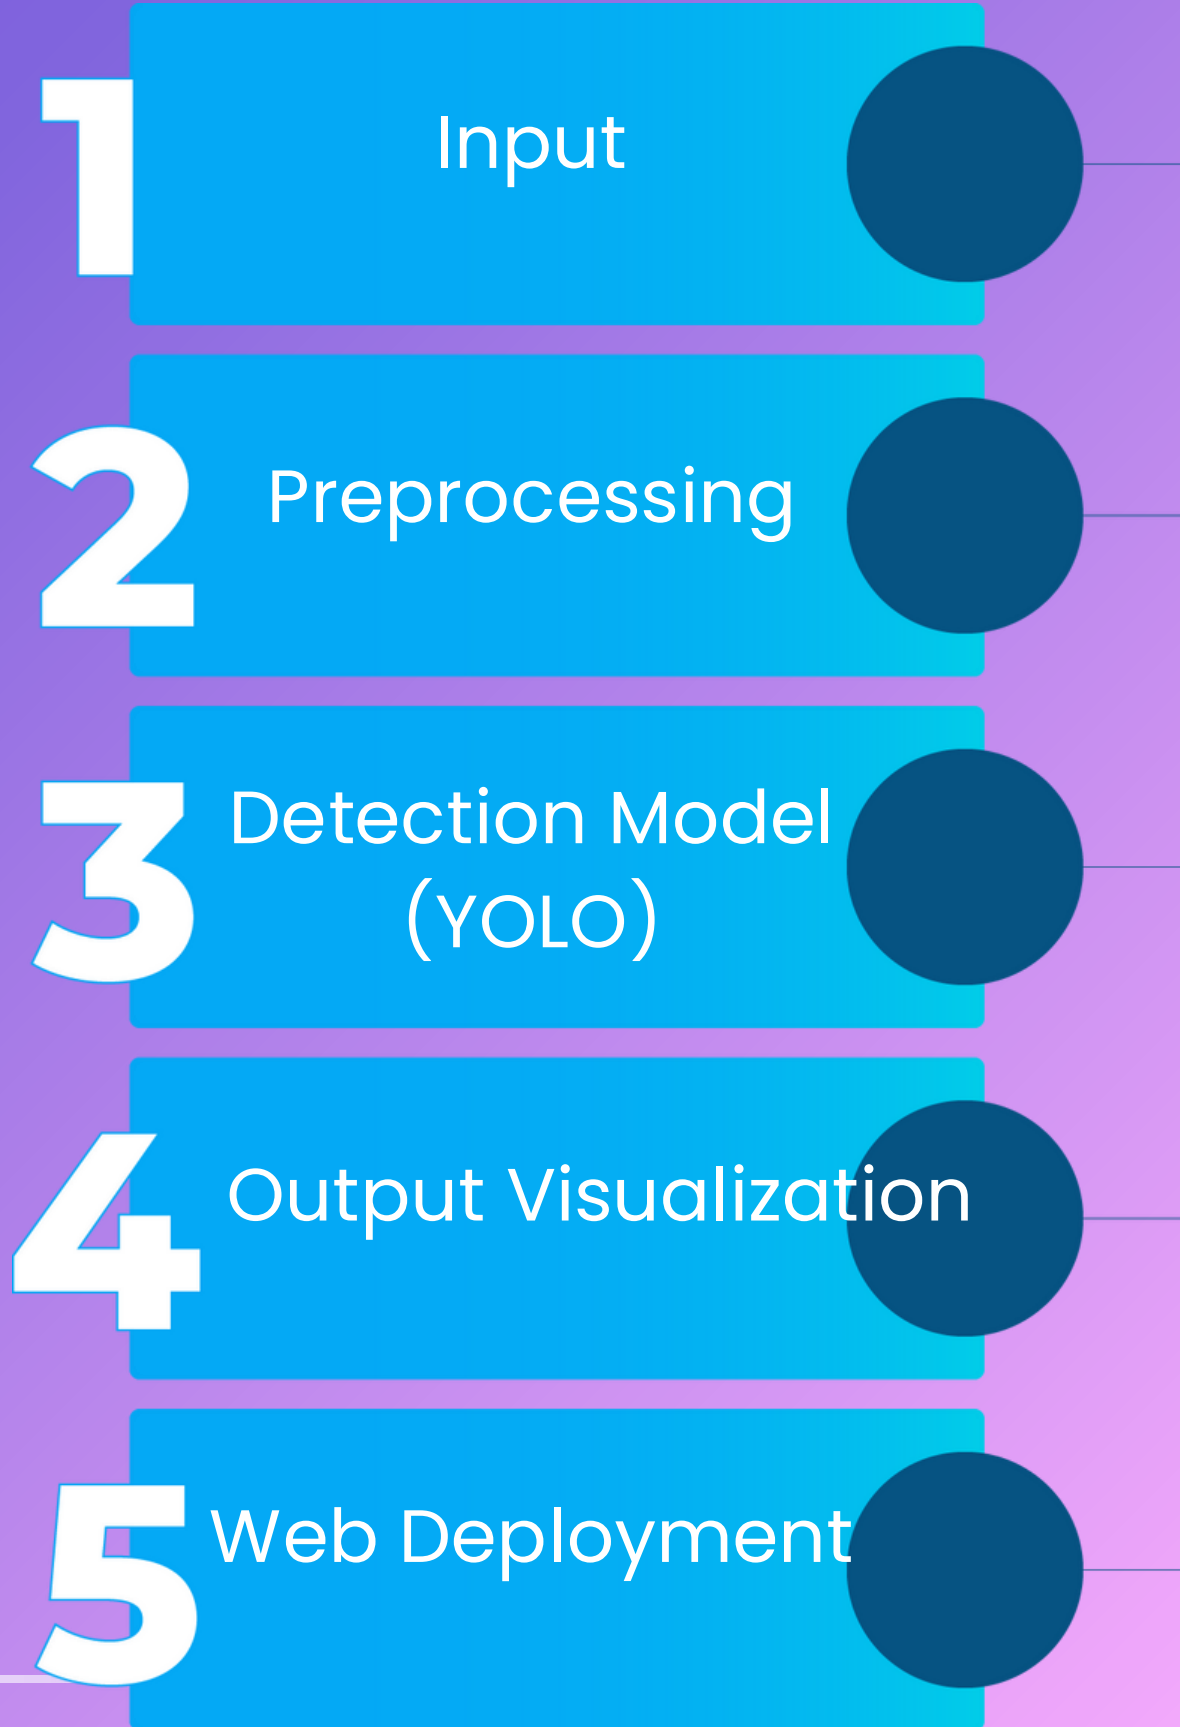 1
Input
2
Preprocessing
3
Detection Model
(YOLO)
4
Output Visualization
5
Web Deployment